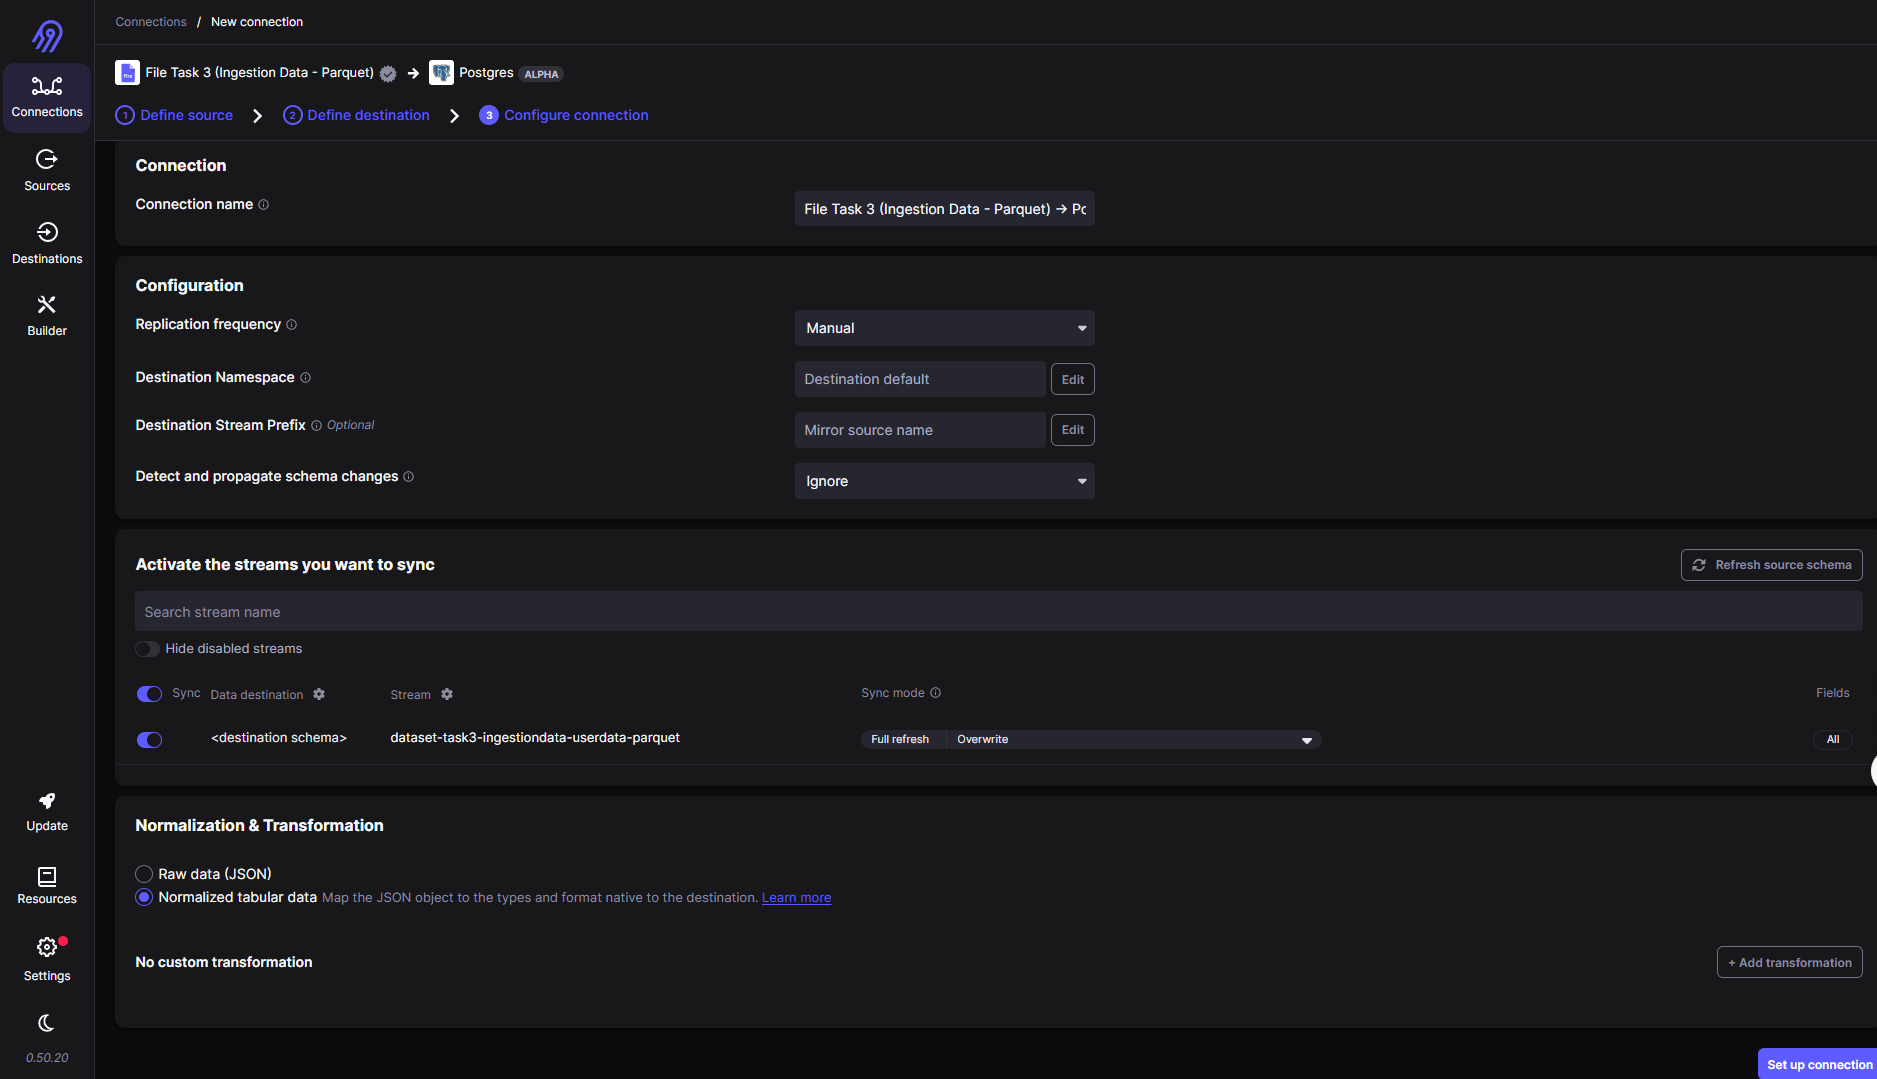 Connections / New connection
File Task 3 (Ingestion Data - Parquet) → Postgres ALPHA
1 Define source > 2 Define destination > 3 Configure connection
Connections
Sources
Destinations
Builder
Update
Resources
Settings
0.50.20
Connection
Connection name File Task 3 (Ingestion Data - Parquet) → Po
Configuration
Replication frequency Manual
Destination Namespace Destination default Edit
Destination Stream Prefix Optional Mirror source name Edit
Detect and propagate schema changes Ignore
Activate the streams you want to sync Refresh source schema
Search stream name
Hide disabled streams
Sync Data destination Stream Sync mode Fields
<destination schema> dataset-task3-ingestiondata-userdata-parquet Full refresh Overwrite All
Normalization & Transformation
Raw data (JSON)
Normalized tabular data Map the JSON object to the types and format native to the destination. Learn more
No custom transformation + Add transformation
Set up connection